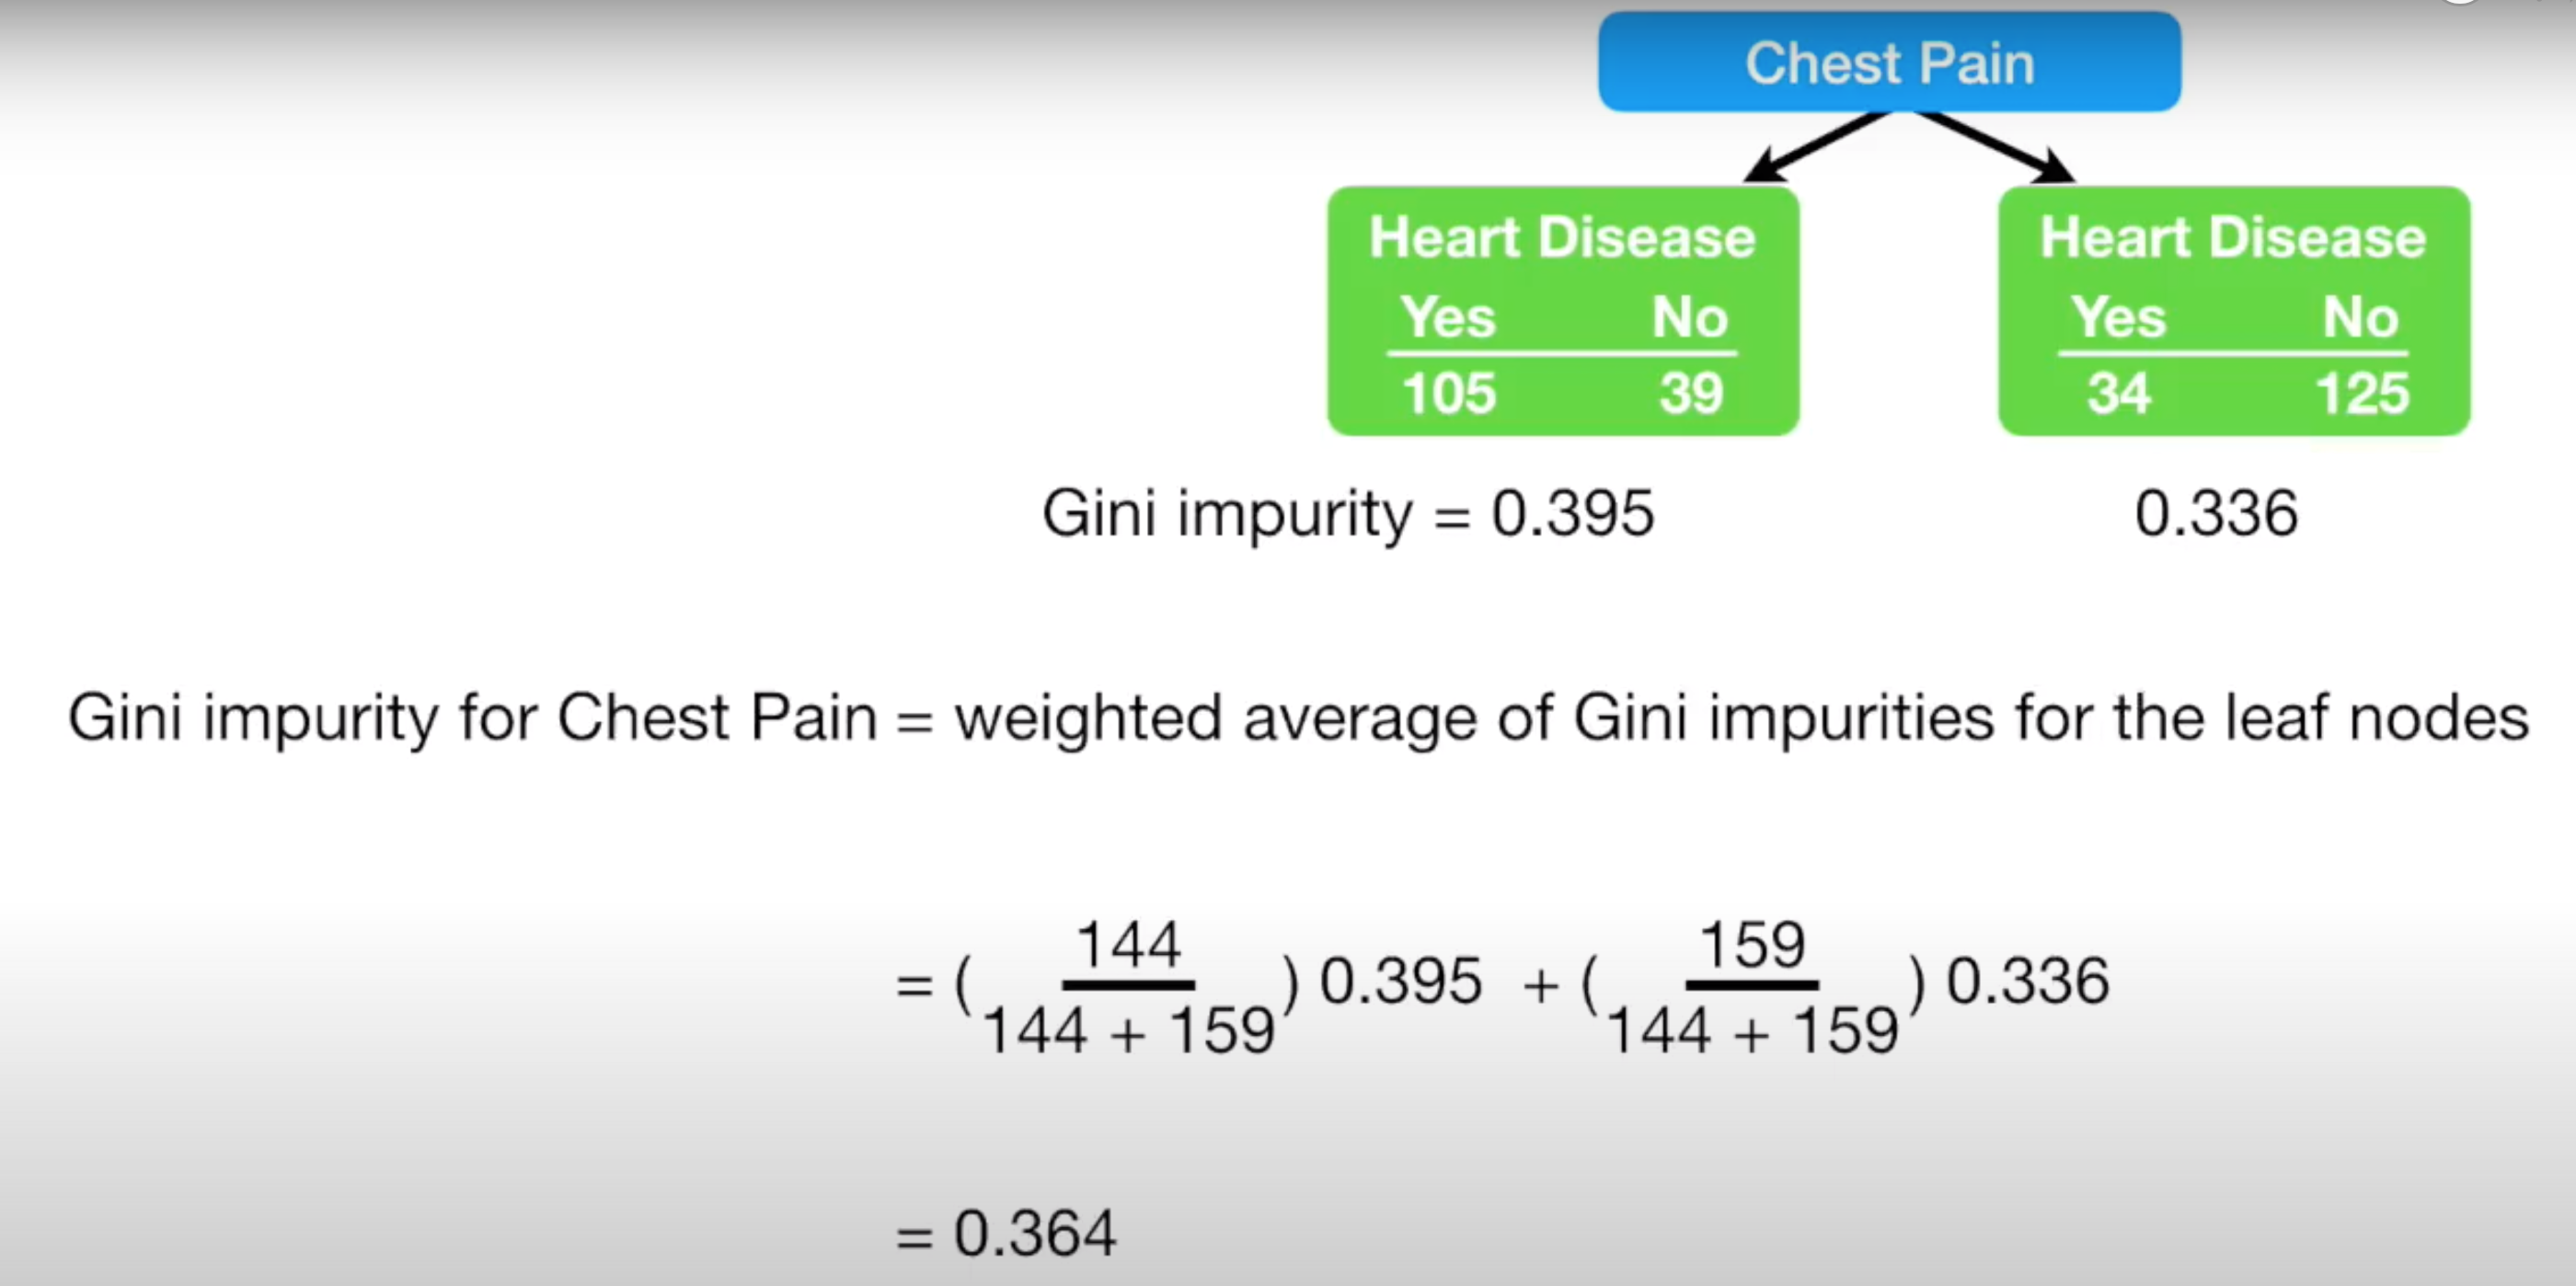 Chest Pain
Heart Disease
Yes No
105 39
Heart Disease
Yes No
34 125
Gini impurity = 0.395
0.336
Gini impurity for Chest Pain = weighted average of Gini impurities for the leaf nodes
= ( 144 / 144 + 159 ) 0.395 + ( 159 / 144 + 159 ) 0.336
= 0.364